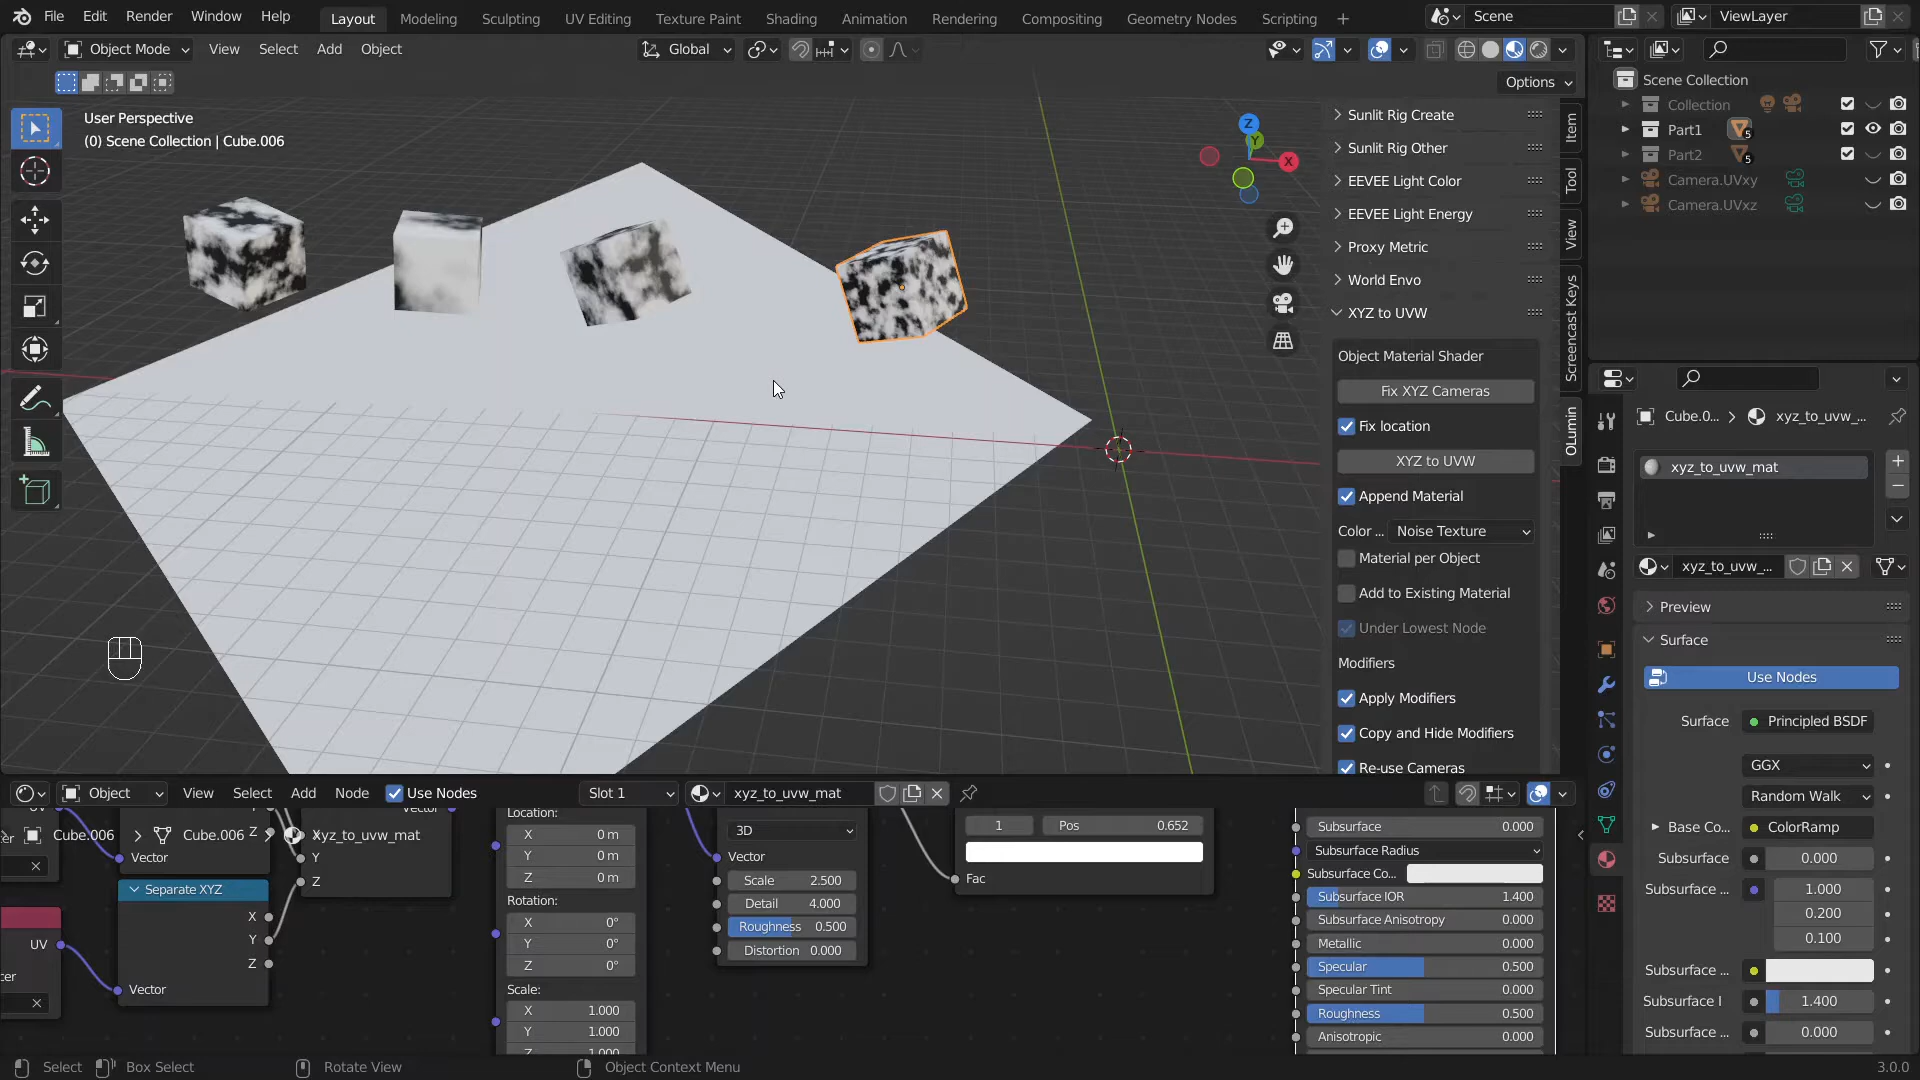 File Edit Render Window Help Layout Modeling Sculpting UV Editing Texture Paint Shading Animation Rendering Compositing Geometry Nodes Scripting + Scene ViewLayer
Object Mode View Select Add Object Global
Options
User Perspective
(0) Scene Collection | Cube.006
Z
Y
X
Sunlit Rig Create
Sunlit Rig Other
EEVEE Light Color
EEVEE Light Energy
Proxy Metric
World Envo
XYZ to UVW
Object Material Shader
Fix XYZ Cameras
Fix location
XYZ to UVW
Append Material
Color ... Noise Texture
Material per Object
Add to Existing Material
Under Lowest Node
Modifiers
Apply Modifiers
Copy and Hide Modifiers
Re-use Cameras
Item
Tool
View
Screencast Keys
OLumin
Scene Collection
Collection
Part1 5
Part2 5
Camera.UVxy
Camera.UVxz
Cube.0... xyz_to_uvw_...
xyz_to_uvw_mat
xyz_to_uvw_...
Preview
Surface
Use Nodes
Surface Principled BSDF
GGX
Random Walk
Base Co... ColorRamp
Subsurface 0.000
Subsurface ... 1.000
0.200
0.100
Subsurface ...
Subsurface I 1.400
Subsurface ... 0.000
Object View Select Add Node Use Nodes Slot 1 xyz_to_uvw_mat
Cube.006 Cube.006 xyz_to_uvw_mat
Z
Vector
Y
Z
Separate XYZ
X
Y
Z
Vector
UV
Location:
X 0 m
Y 0 m
Z 0 m
Rotation:
X 0°
Y 0°
Z 0°
Scale:
X 1.000
Y 1.000
Z 1.000
3D
Vector
Scale 2.500
Detail 4.000
Roughness 0.500
Distortion 0.000
1 Pos 0.652
Fac
Subsurface 0.000
Subsurface Radius
Subsurface Co...
Subsurface IOR 1.400
Subsurface Anisotropy 0.000
Metallic 0.000
Specular 0.500
Specular Tint 0.000
Roughness 0.500
Anisotropic 0.000
Select Box Select Rotate View Object Context Menu 3.0.0